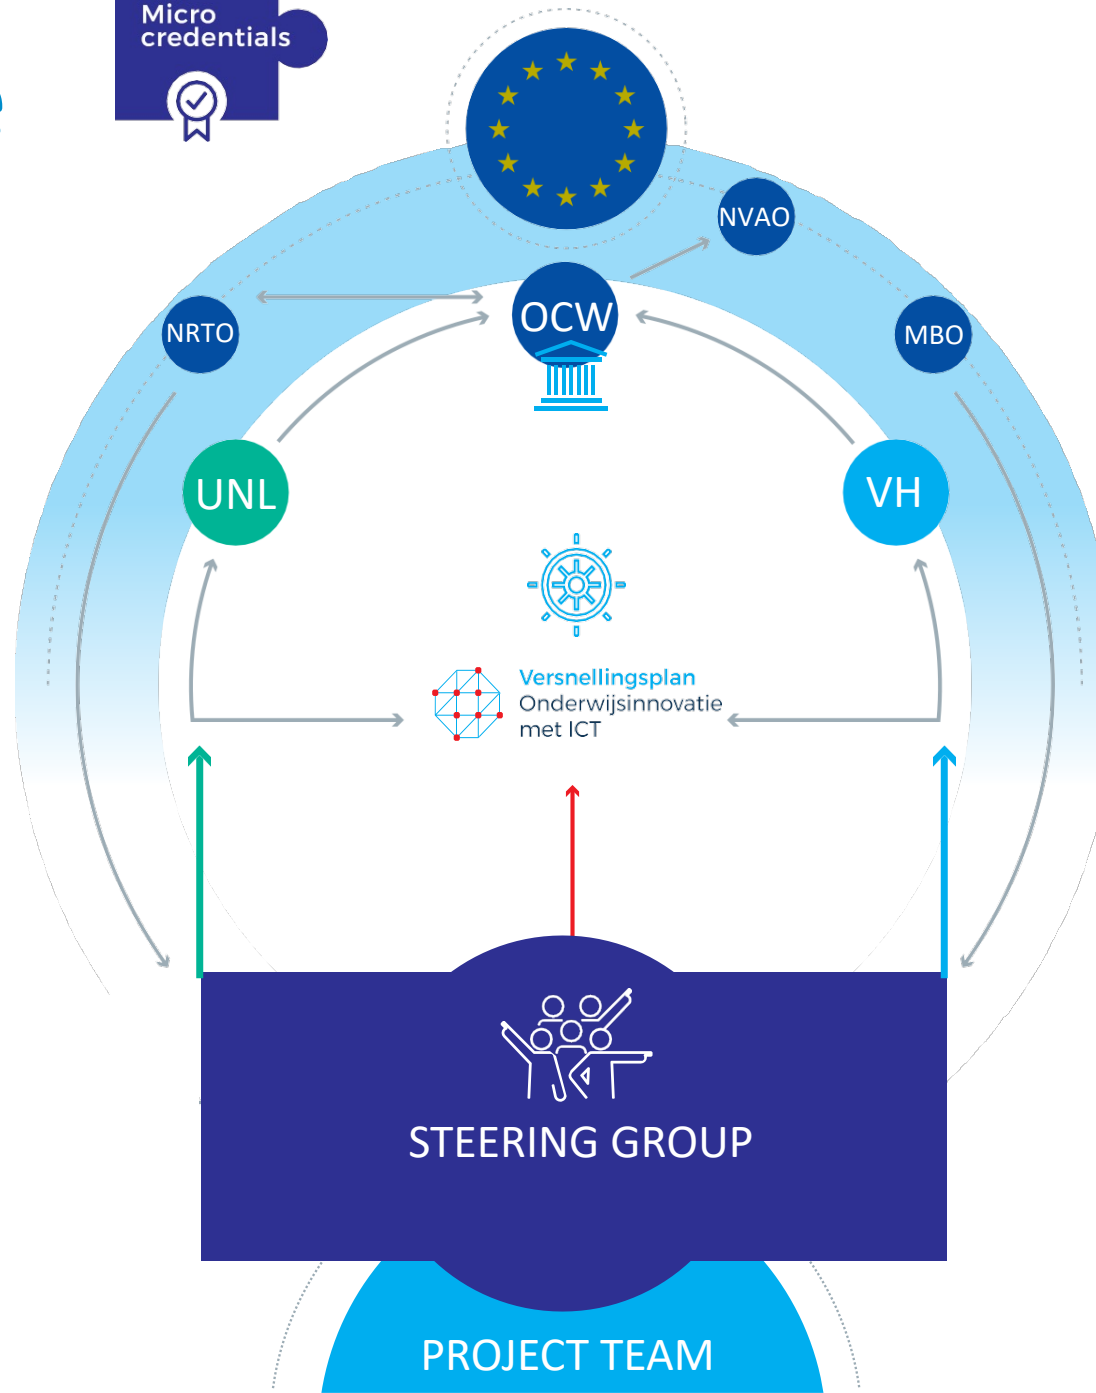 Micro
credentials
NVAO
OCW
NRTO
MBO
UNL
VH
Versnellingsplan
Onderwijsinnovatie
met ICT
STEERING GROUP
PROJECT TEAM